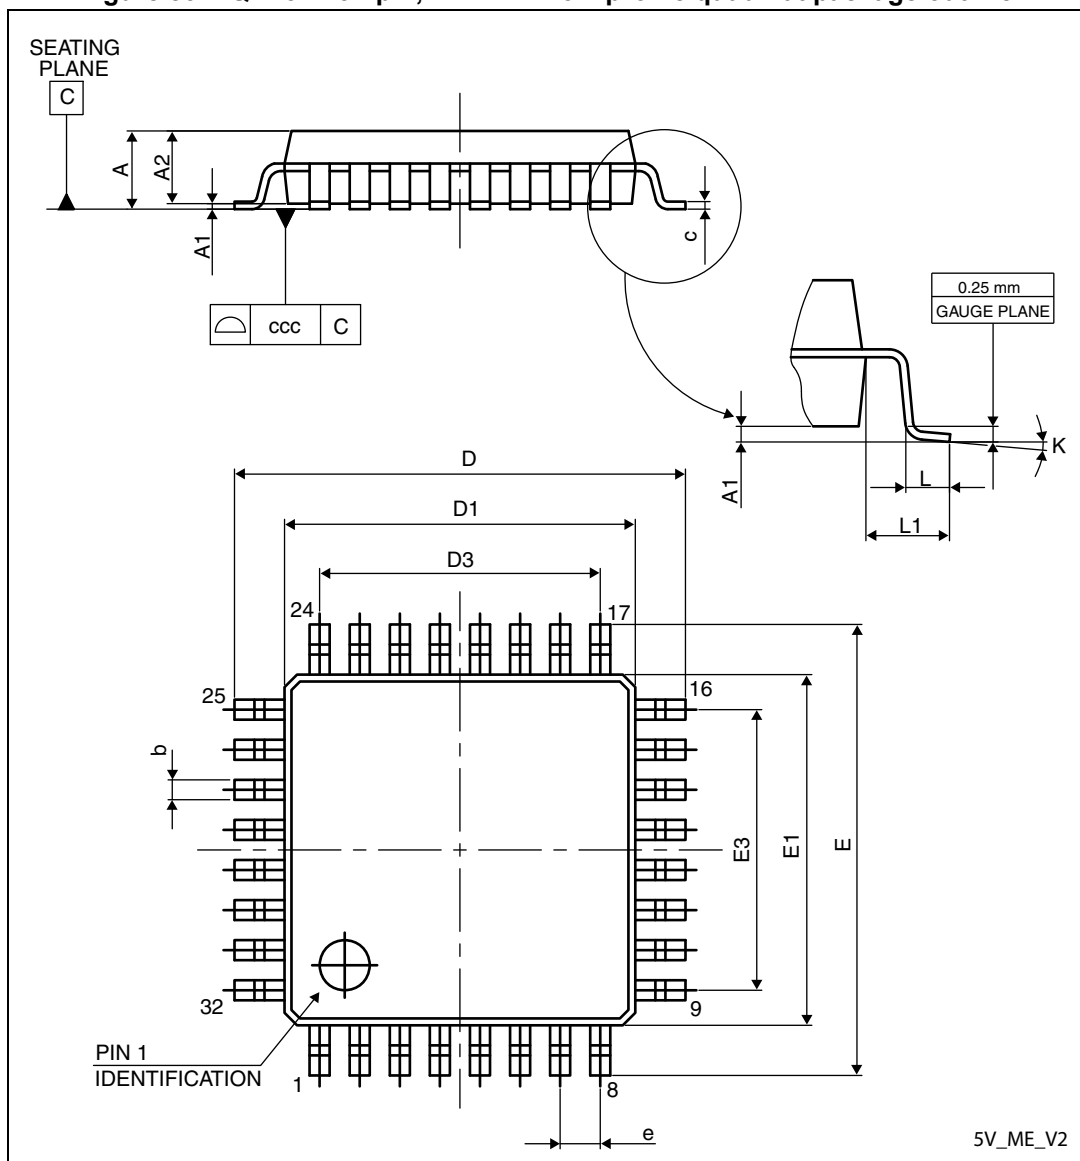 SEATING
PLANE
C
A
A2
A1
c
ccc
C
0.25 mm
GAUGE PLANE
K
A1
L
L1
D
D1
D3
24
17
25
16
b
E3
E1
E
32
9
PIN 1
IDENTIFICATION
1
8
e
5V_ME_V2